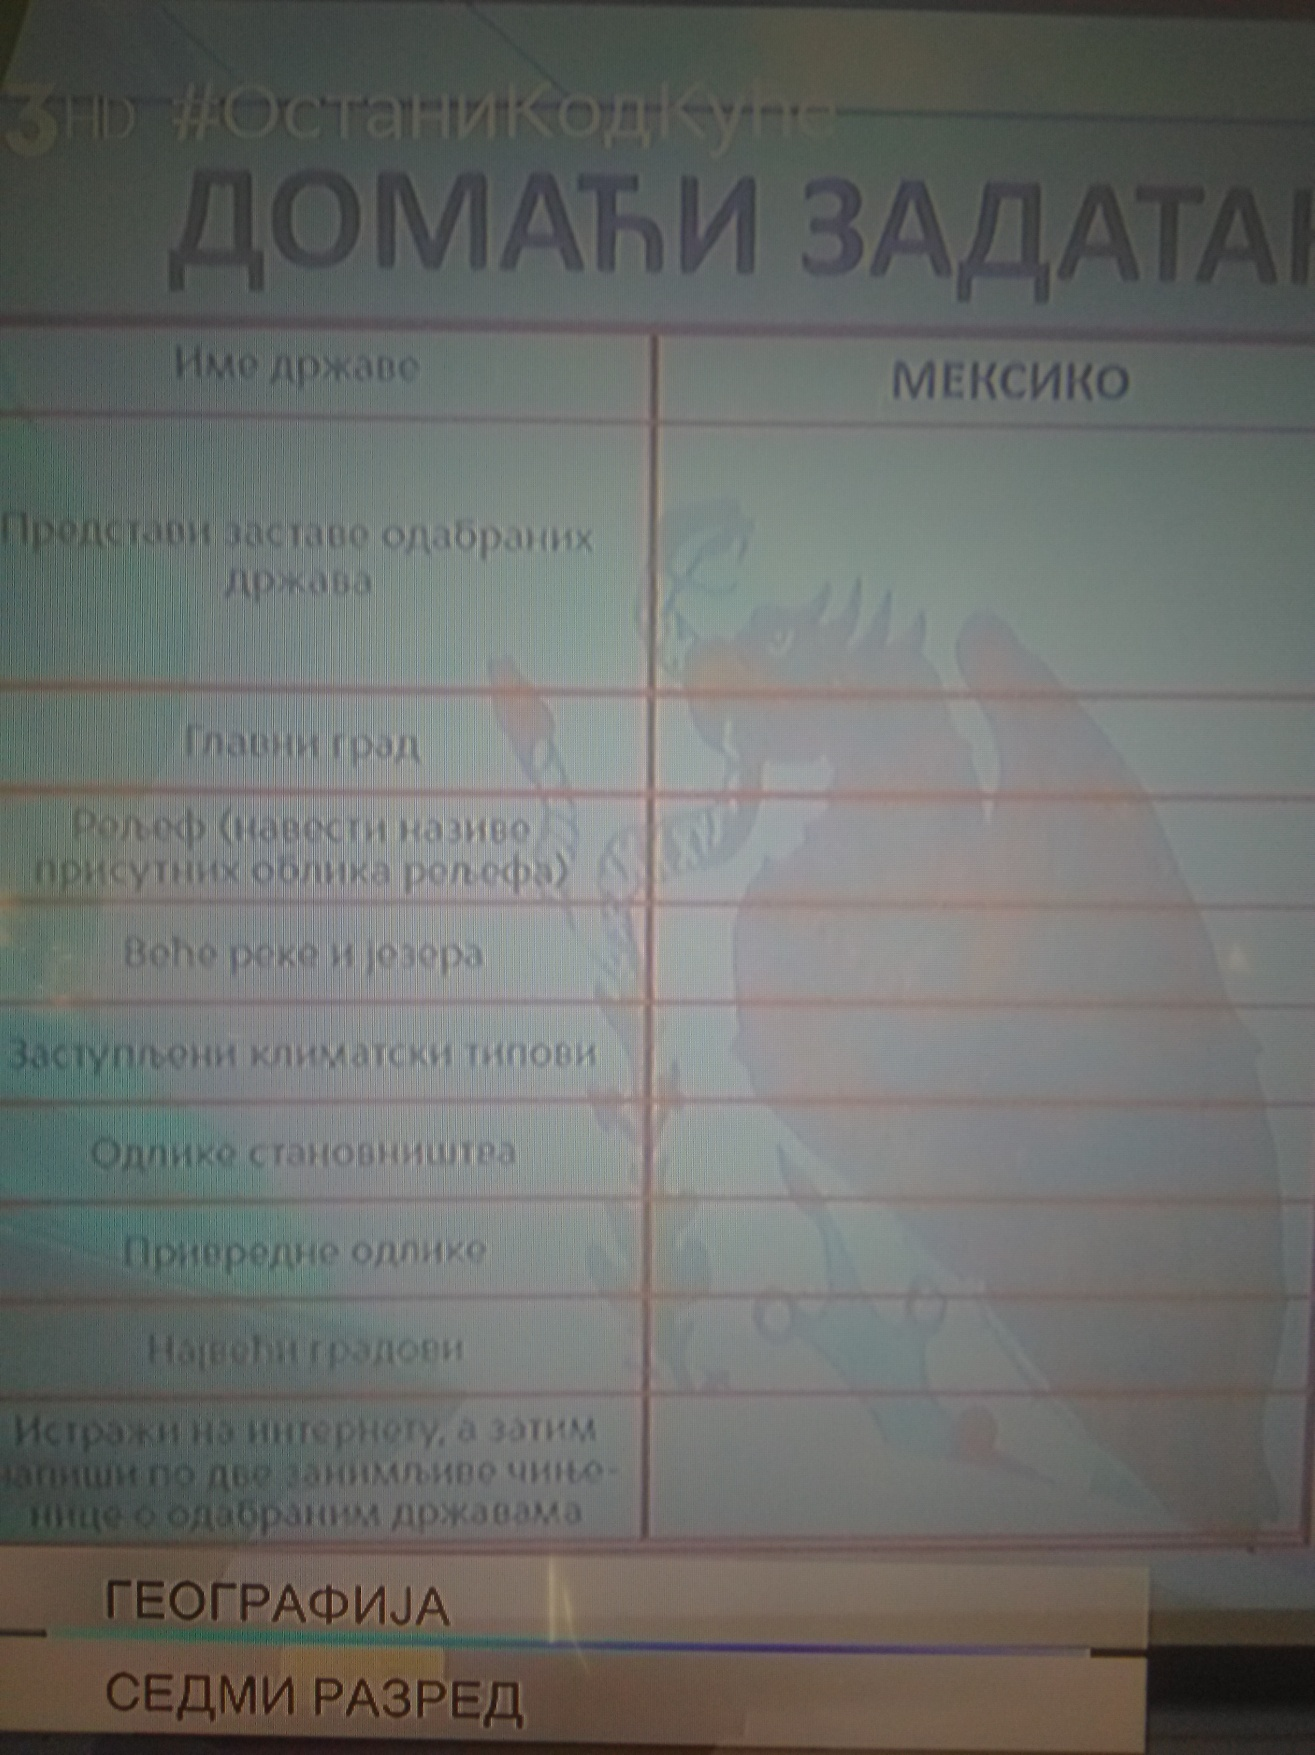 3HD #ОстаниКодКуће
ДОМАЋИ ЗАДАТАК
Име државе
МЕКСИКО
Представи заставе одабраних
држава
Главни град
Рељеф (навести називе
присутних облика рељефа)
Веће реке и језера
Заступљени климатски типови
Одлике становништва
Привредне одлике
Највећи градови
Истражи на интернету, а затим
запиши по две занимљиве чиње-
нице о одабраним државама
ГЕОГРАФИЈА
СЕДМИ РАЗРЕД